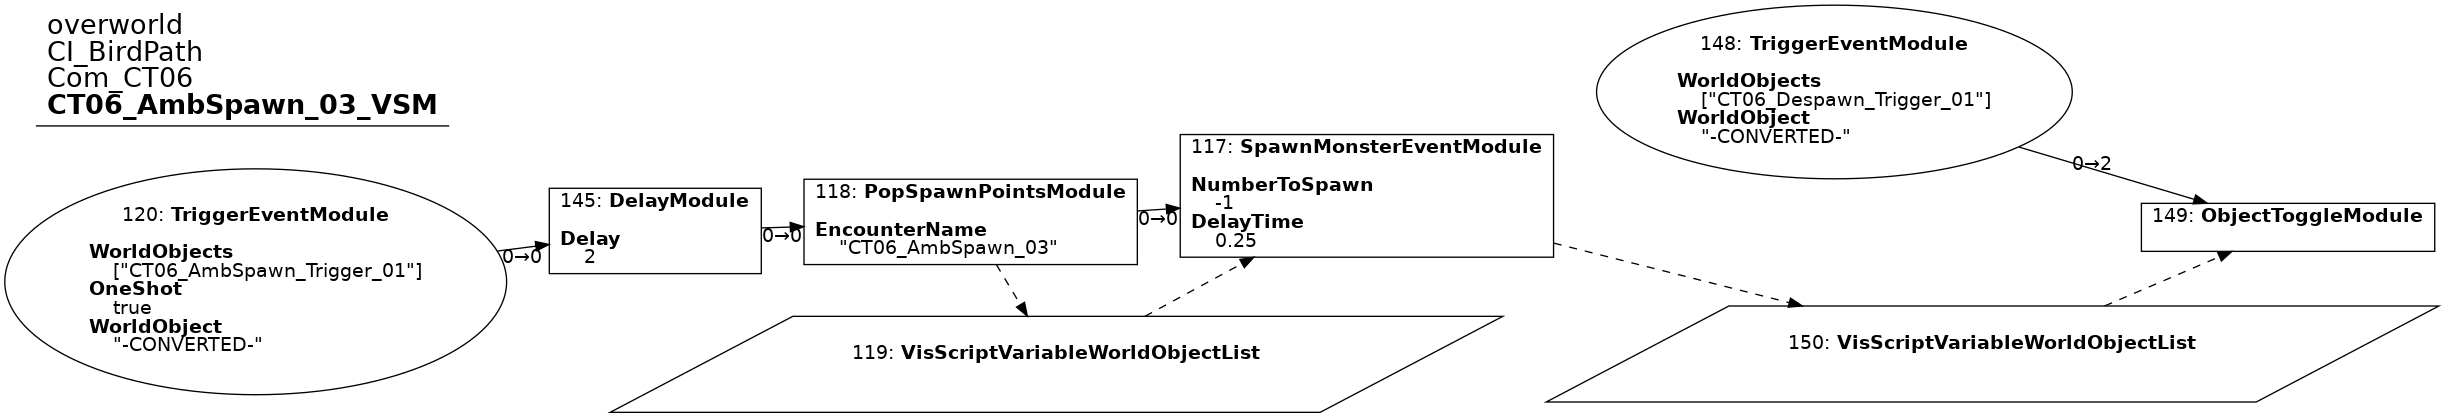 overworld
CI_BirdPath
Com_CT06
CT06_AmbSpawn_03_VSM
120: TriggerEventModule
WorldObjects
["CT06_AmbSpawn_Trigger_01"]
OneShot
true
WorldObject
"-CONVERTED-"
0→0
145: DelayModule
Delay
2
0→0
118: PopSpawnPointsModule
EncounterName
"CT06_AmbSpawn_03"
0→0
117: SpawnMonsterEventModule
NumberToSpawn
-1
DelayTime
0.25
119: VisScriptVariableWorldObjectList
148: TriggerEventModule
WorldObjects
["CT06_Despawn_Trigger_01"]
WorldObject
"-CONVERTED-"
0→2
149: ObjectToggleModule
150: VisScriptVariableWorldObjectList